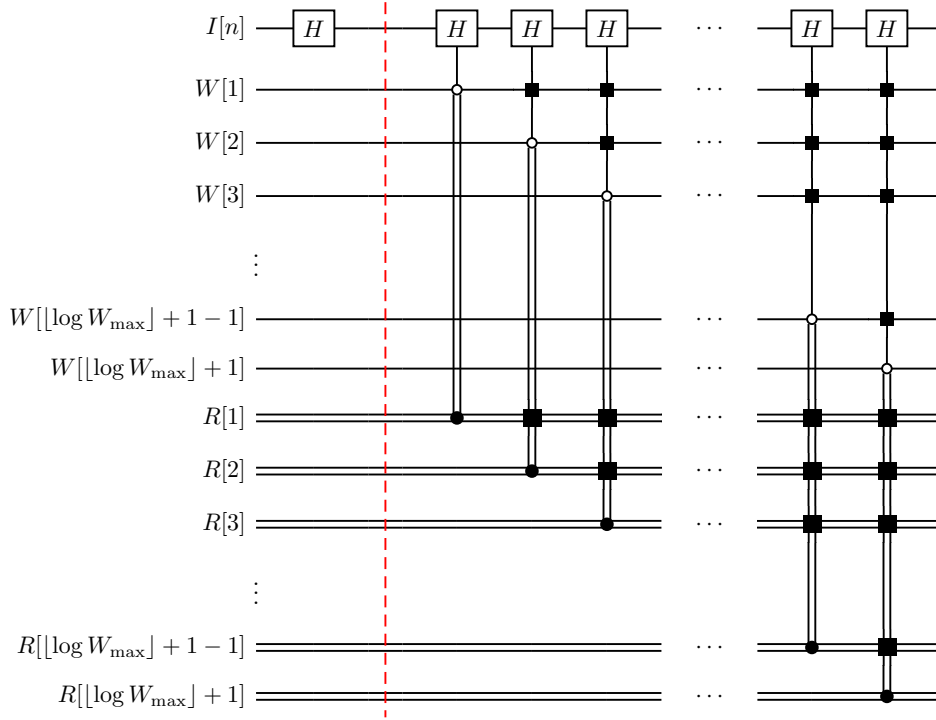 I[n] H H H H ⋯ H H
W[1] ⋯
W[2] ⋯
W[3] ⋯
⋮
W[⌊log W_max⌋ + 1 − 1] ⋯
W[⌊log W_max⌋ + 1] ⋯
R[1] ⋯
R[2] ⋯
R[3] ⋯
⋮
R[⌊log W_max⌋ + 1 − 1] ⋯
R[⌊log W_max⌋ + 1] ⋯